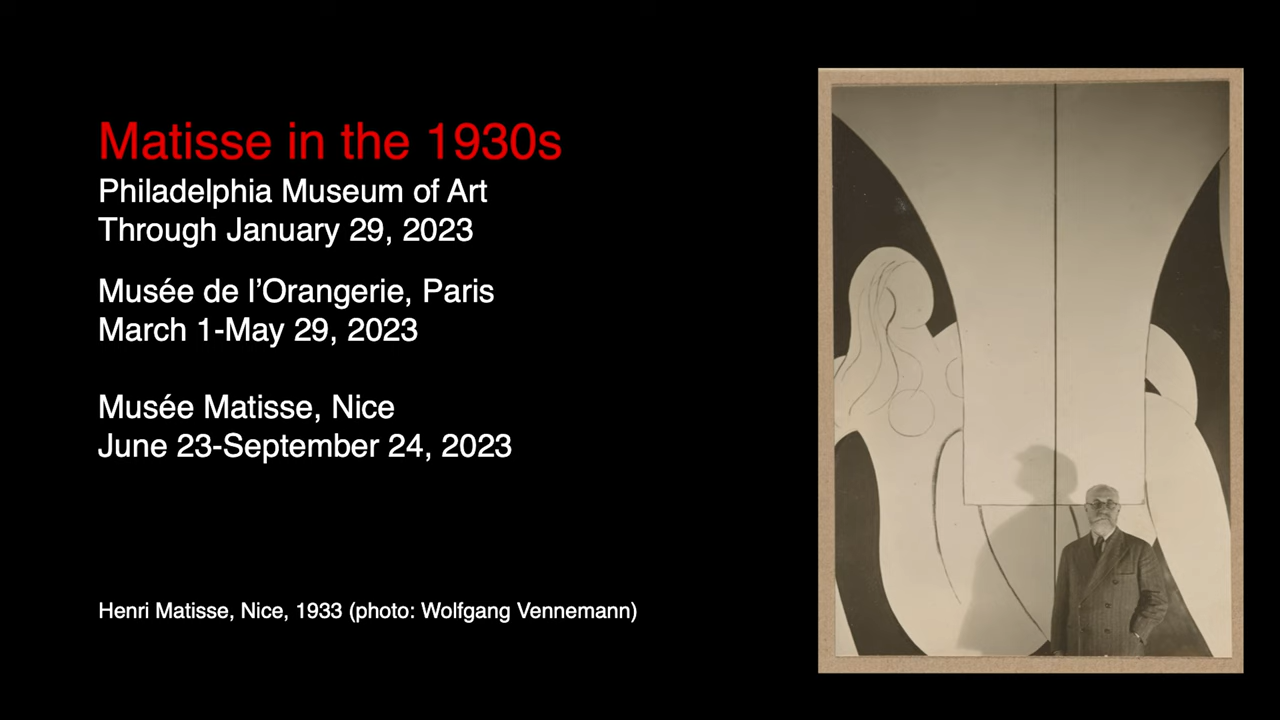 Matisse in the 1930s
Philadelphia Museum of Art
Through January 29, 2023
Musée de l’Orangerie, Paris
March 1-May 29, 2023
Musée Matisse, Nice
June 23-September 24, 2023
Henri Matisse, Nice, 1933 (photo: Wolfgang Vennemann)